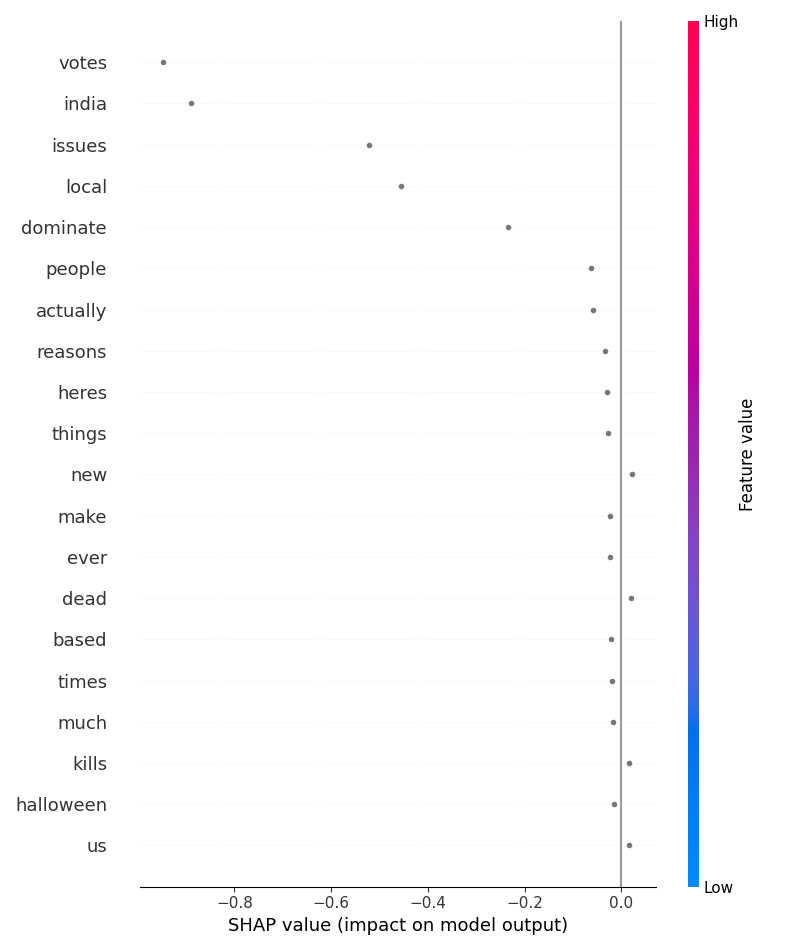 High
votes
india
issues
local
dominate
people
actually
reasons
heres
things
new
make
ever
dead
based
times
much
kills
halloween
us
Feature value
Low
−0.8 −0.6 −0.4 −0.2 0.0
SHAP value (impact on model output)